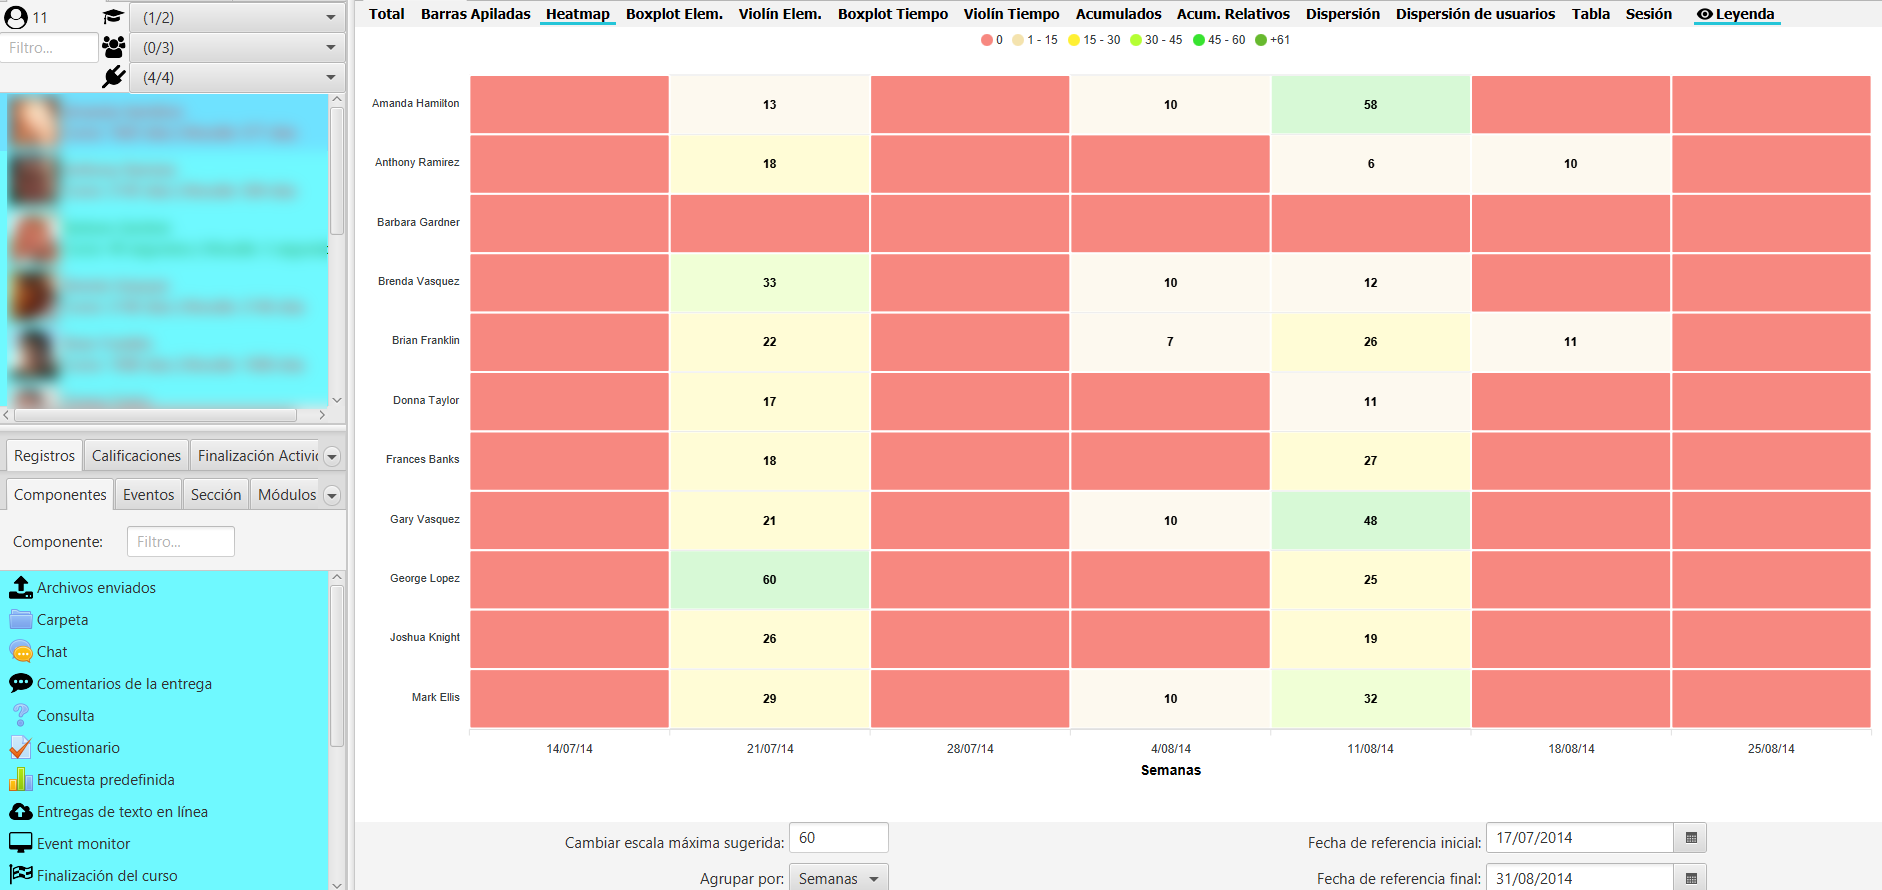 11
(1/2)
Filtro...
(0/3)
(4/4)
Registros Calificaciones Finalización Activi
Componentes Eventos Sección Módulos
Componente: Filtro...
Archivos enviados
Carpeta
Chat
Comentarios de la entrega
Consulta
Cuestionario
Encuesta predefinida
Entregas de texto en línea
Event monitor
Finalización del curso
Total Barras Apiladas Heatmap Boxplot Elem. Violín Elem. Boxplot Tiempo Violín Tiempo Acumulados Acum. Relativos Dispersión Dispersión de usuarios Tabla Sesión Leyenda
0 1 - 15 15 - 30 30 - 45 45 - 60 +61
Amanda Hamilton 13 10 58
Anthony Ramirez 18 6 10
Barbara Gardner
Brenda Vasquez 33 10 12
Brian Franklin 22 7 26 11
Donna Taylor 17 11
Frances Banks 18 27
Gary Vasquez 21 10 48
George Lopez 60 25
Joshua Knight 26 19
Mark Ellis 29 10 32
14/07/14 21/07/14 28/07/14 4/08/14 11/08/14 18/08/14 25/08/14
Semanas
Cambiar escala máxima sugerida: 60 Fecha de referencia inicial: 17/07/2014
Agrupar por: Semanas Fecha de referencia final: 31/08/2014